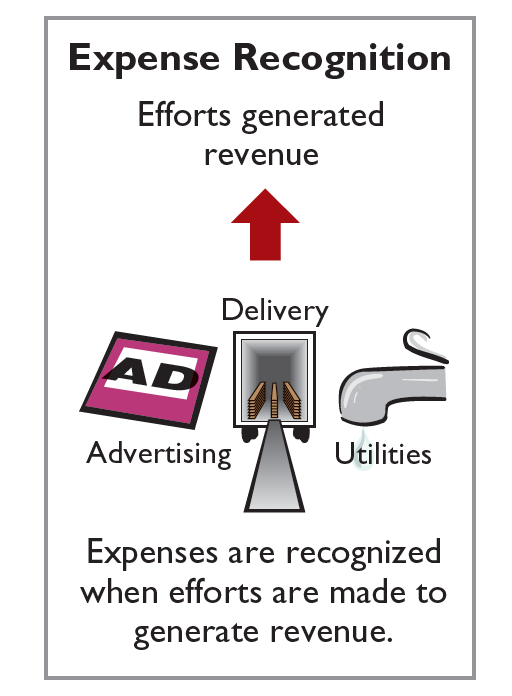 Expense Recognition
Efforts generated
revenue
Delivery
AD
Advertising
Utilities
Expenses are recognized
when efforts are made to
generate revenue.